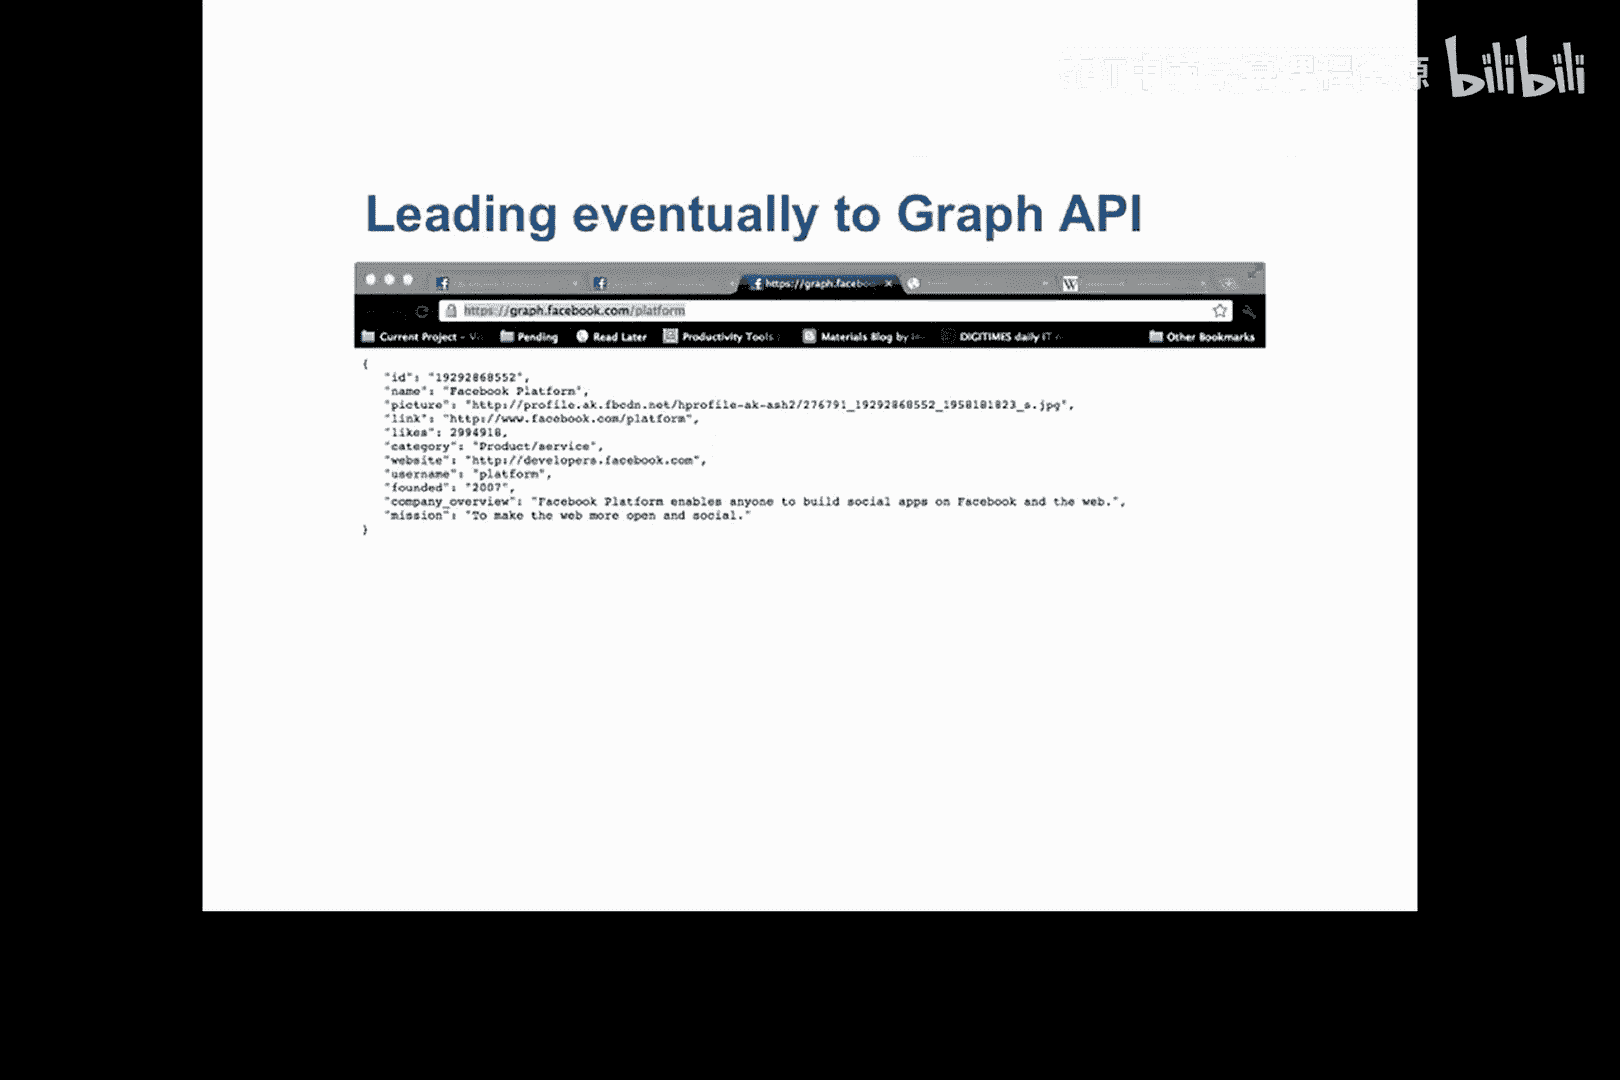 bilibili
Leading eventually to Graph API
https://graph.faceboo
https://graph.facebook.com/platform
Current Project - Pending Read Later Productivity Tools Materials Blog by DIGITIMES daily IT Other Bookmarks
{
"id": "19292868552",
"name": "Facebook Platform",
"picture": "http://profile.ak.fbcdn.net/hprofile-ak-ash2/276791_19292868552_1958181823_s.jpg",
"link": "http://www.facebook.com/platform",
"likes": 2994918,
"category": "Product/service",
"website": "http://developers.facebook.com",
"username": "platform",
"founded": "2007",
"company_overview": "Facebook Platform enables anyone to build social apps on Facebook and the web.",
"mission": "To make the web more open and social."
}